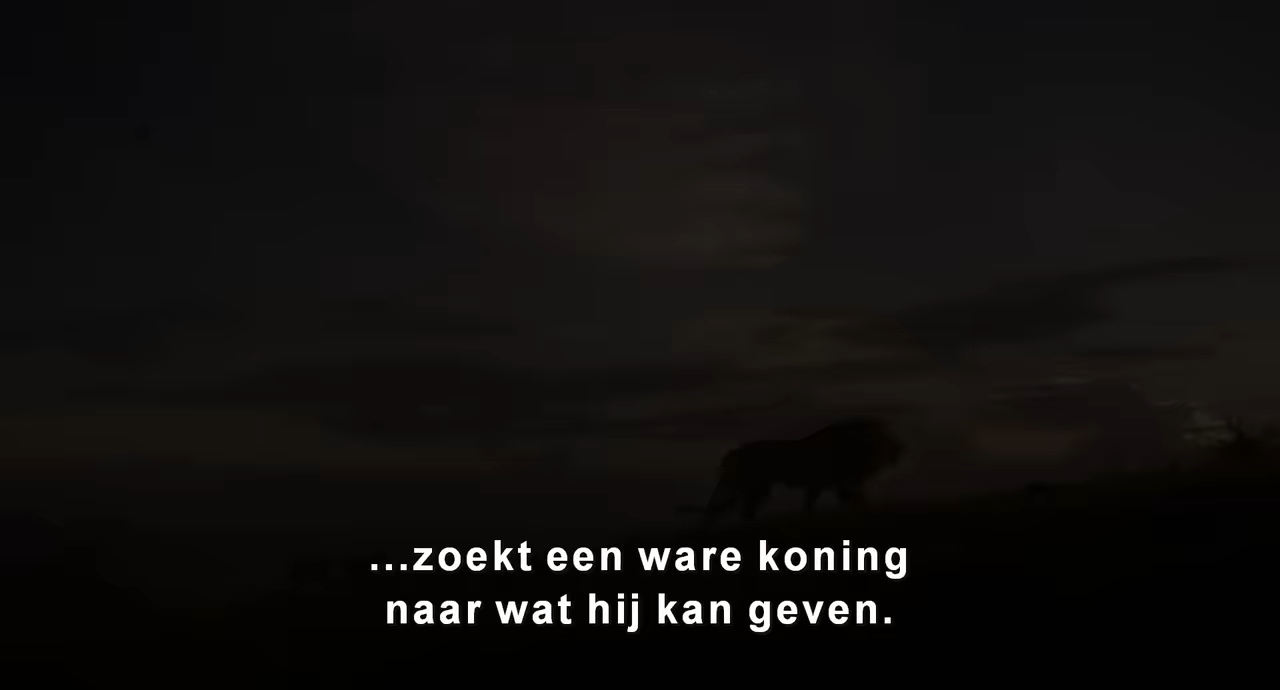 ...zoekt een ware koning
naar wat hij kan geven.